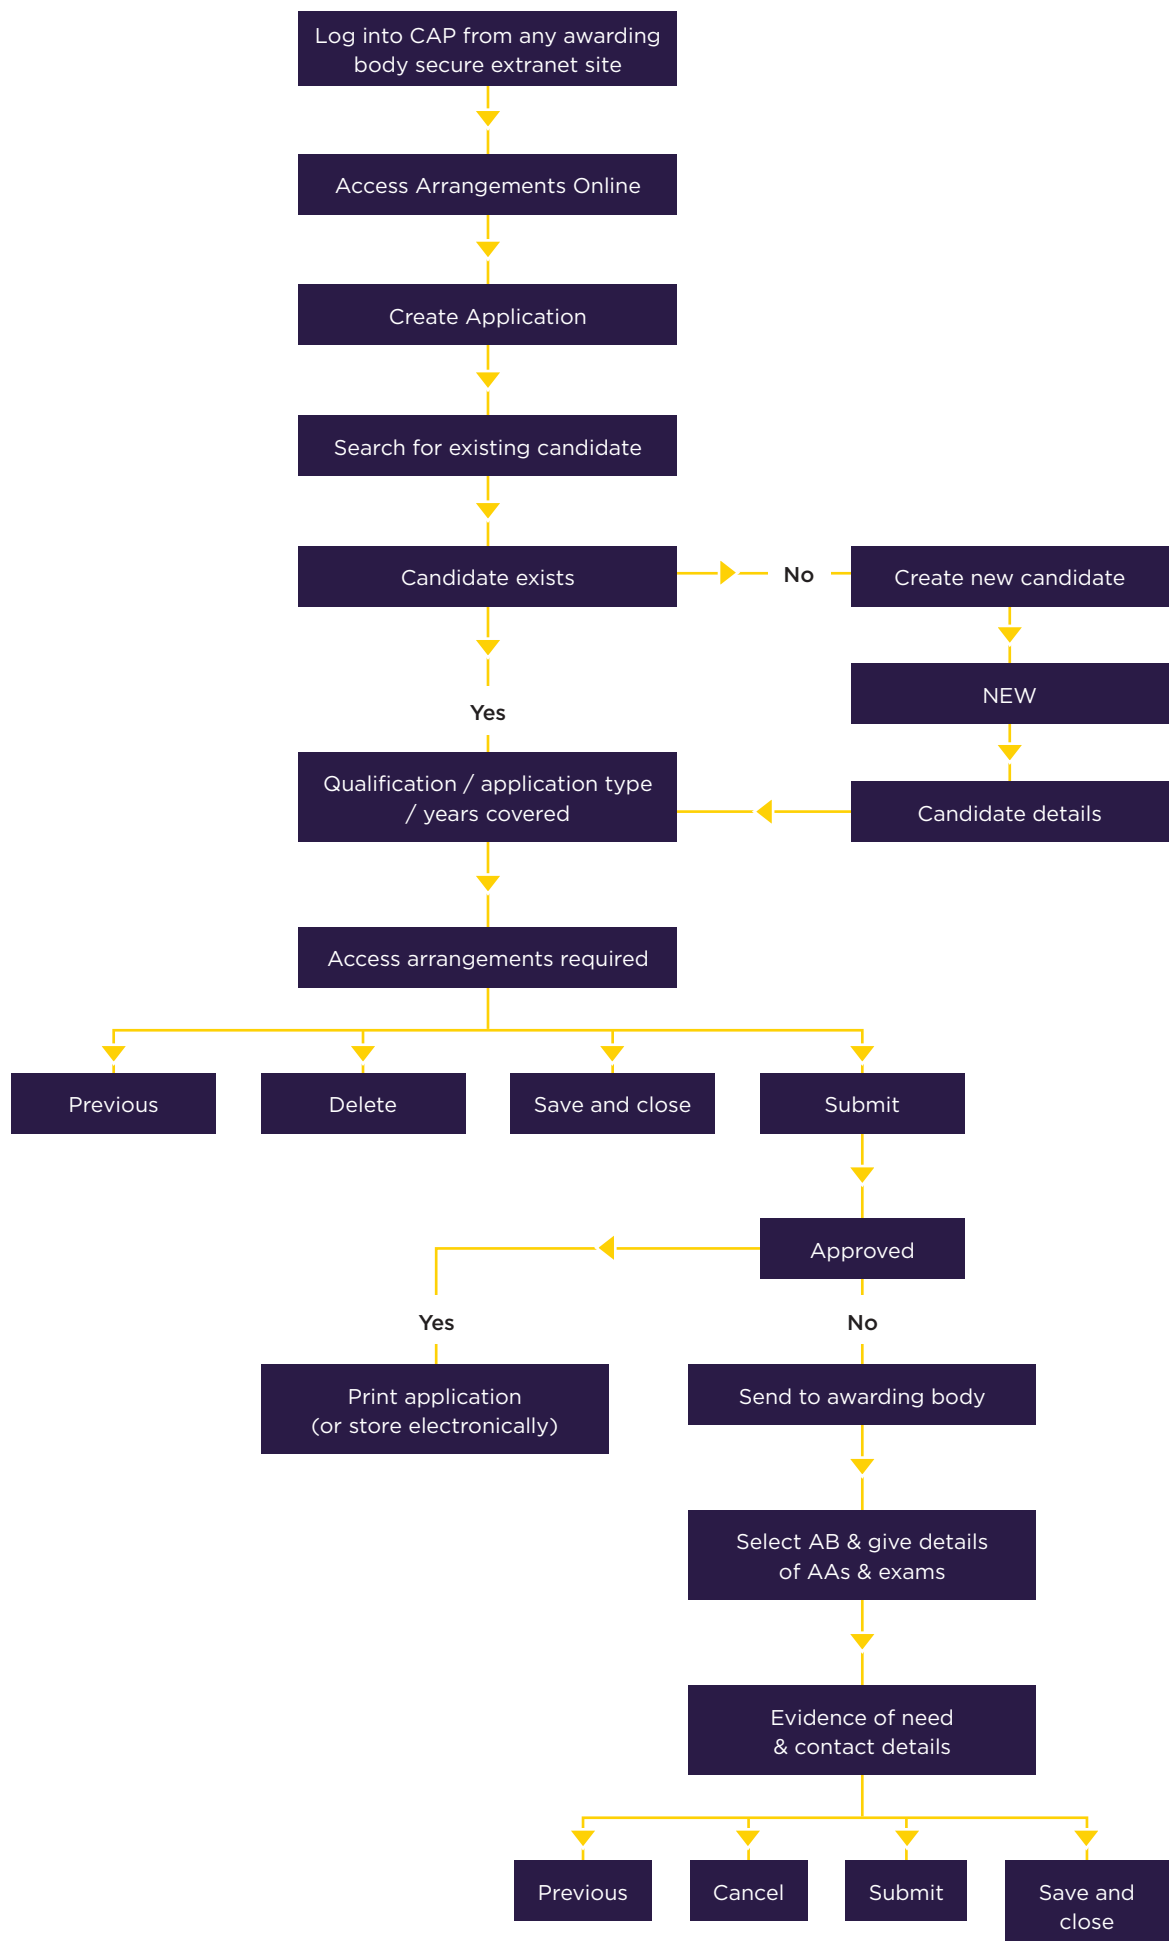 Log into CAP from any awarding
body secure extranet site
Access Arrangements Online
Create Application
Search for existing candidate
Candidate exists
No
Create new candidate
NEW
Yes
Qualification / application type
/ years covered
Candidate details
Access arrangements required
Previous
Delete
Save and close
Submit
Approved
Yes
No
Print application
(or store electronically)
Send to awarding body
Select AB & give details
of AAs & exams
Evidence of need
& contact details
Previous
Cancel
Submit
Save and
close